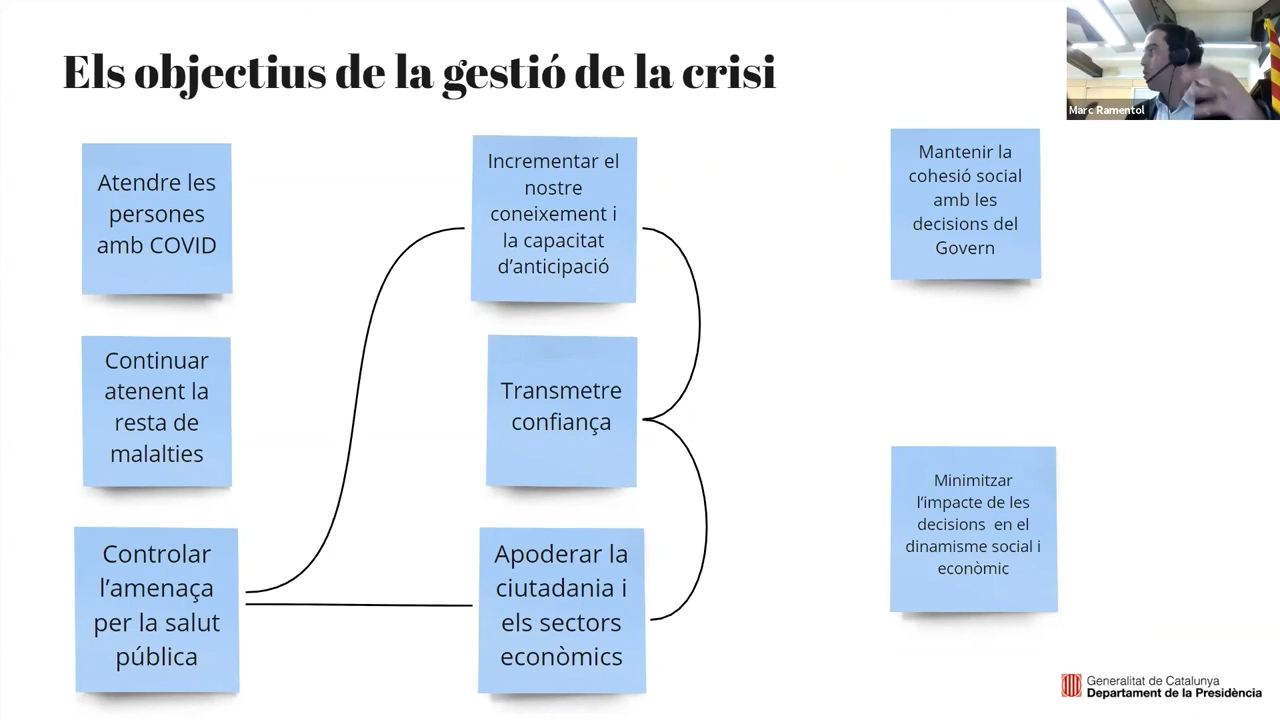 Els objectius de la gestió de la crisi
Marc Ramentol
Atendre les
persones
amb COVID
Continuar
atenent la
resta de
malalties
Controlar
l’amenaça
per la salut
pública
Incrementar el
nostre
coneixement i
la capacitat
d’anticipació
Transmetre
confiança
Apoderar la
ciutadania i
els sectors
econòmics
Mantenir la
cohesió social
amb les
decisions del
Govern
Minimitzar
l’impacte de les
decisions en el
dinamisme social i
econòmic
Generalitat de Catalunya
Departament de la Presidència